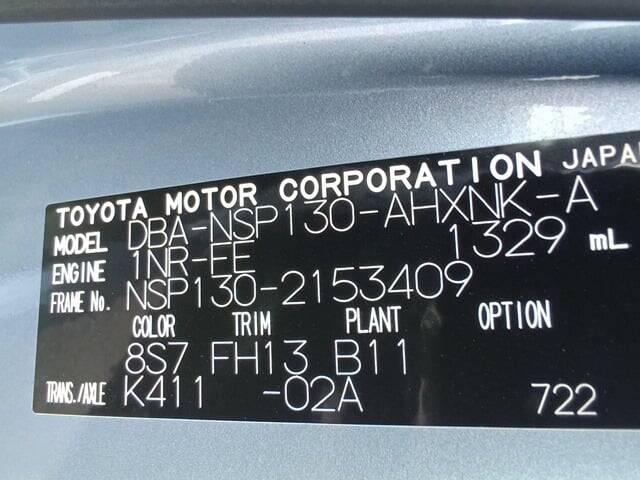 TOYOTA MOTOR CORPORATION JAPAN
MODEL DBA-NSP130-AHXNK-A
ENGINE 1NR-FE 1329 mL
FRAME No. NSP130-2153409
COLOR TRIM PLANT OPTION
8S7 FH13 B11
TRANS./AXLE K411 -02A 722